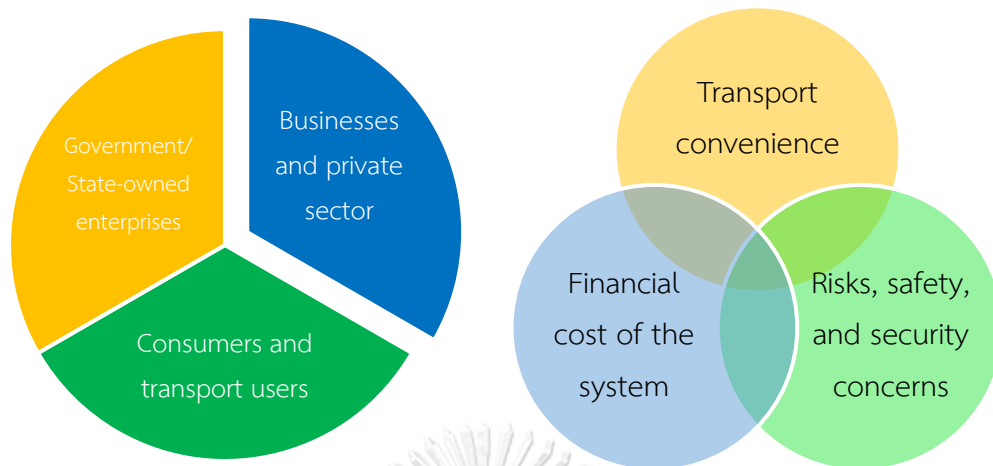 Government/
State-owned
enterprises
Businesses
and private
sector
Consumers and
transport users
Transport
convenience
Financial
cost of the
system
Risks, safety,
and security
concerns